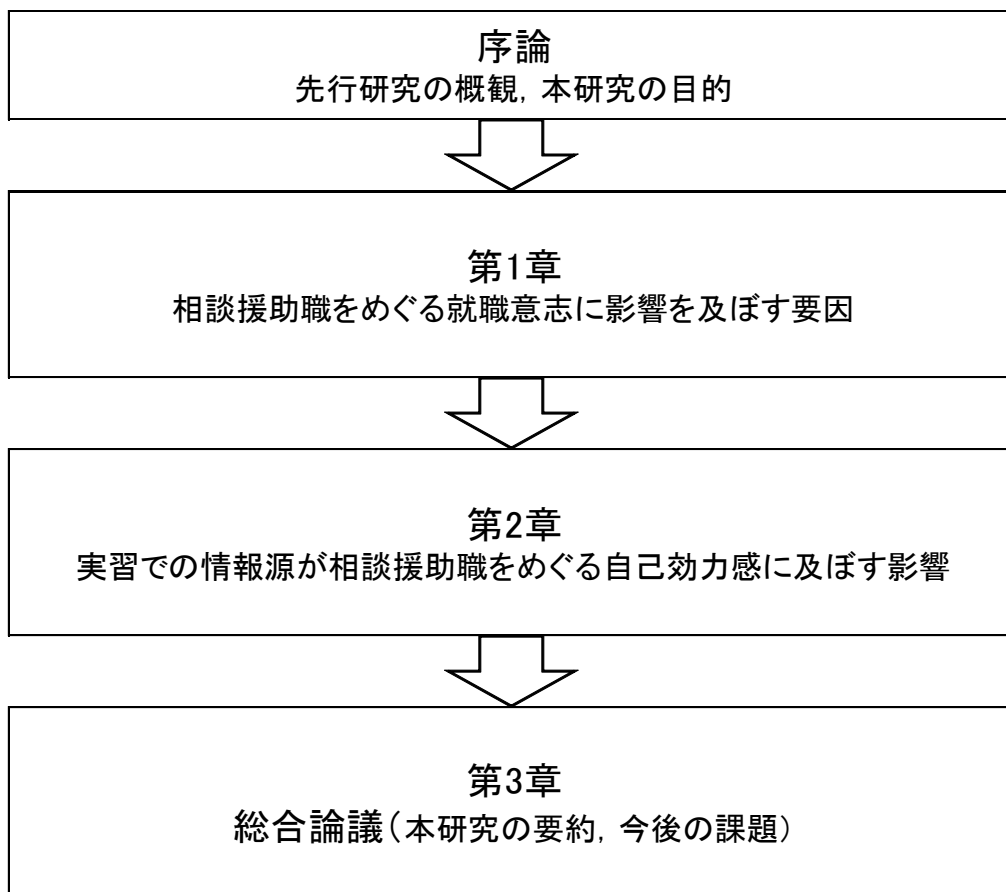 序論
先行研究の概観，本研究の目的
第1章
相談援助職をめぐる就職意志に影響を及ぼす要因
第2章
実習での情報源が相談援助職をめぐる自己効力感に及ぼす影響
第3章
総合論議（本研究の要約，今後の課題）